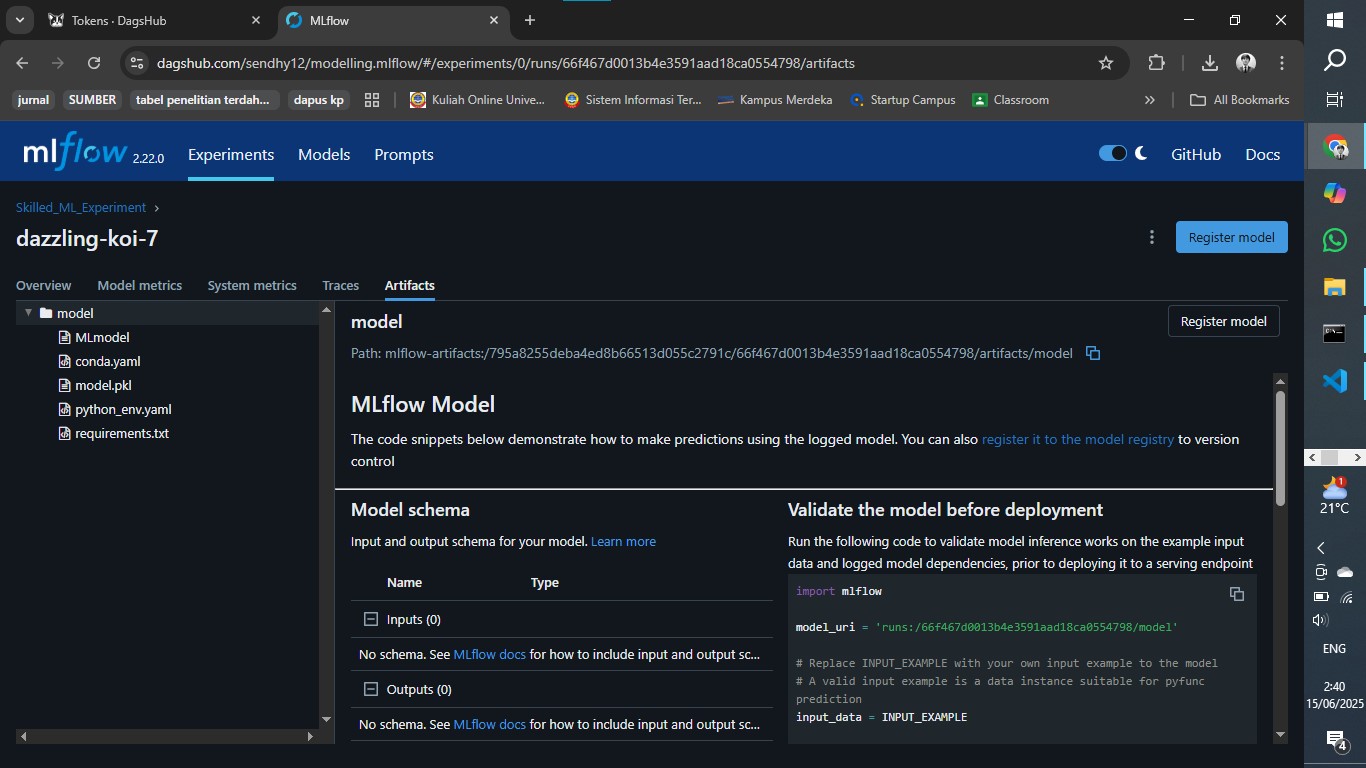 Tokens · DagsHub
MLflow
dagshub.com/sendhy12/modelling.mlflow/#/experiments/0/runs/66f467d0013b4e3591aad18ca0554798/artifacts
jurnal
SUMBER
tabel penelitian terdah...
dapus kp
Kuliah Online Unive...
Sistem Informasi Ter...
Kampus Merdeka
Startup Campus
Classroom
All Bookmarks
mlflow 2.22.0
Experiments
Models
Prompts
GitHub
Docs
Skilled_ML_Experiment
dazzling-koi-7
Register model
Overview
Model metrics
System metrics
Traces
Artifacts
model
MLmodel
conda.yaml
model.pkl
python_env.yaml
requirements.txt
model
Register model
Path: mlflow-artifacts:/795a8255deba4ed8b66513d055c2791c/66f467d0013b4e3591aad18ca0554798/artifacts/model
MLflow Model
The code snippets below demonstrate how to make predictions using the logged model. You can also register it to the model registry to version
control
Model schema
Input and output schema for your model. Learn more
Name Type
Inputs (0)
No schema. See MLflow docs for how to include input and output sc...
Outputs (0)
No schema. See MLflow docs for how to include input and output sc...
Validate the model before deployment
Run the following code to validate model inference works on the example input
data and logged model dependencies, prior to deploying it to a serving endpoint
import mlflow
model_uri = 'runs:/66f467d0013b4e3591aad18ca0554798/model'
# Replace INPUT_EXAMPLE with your own input example to the model
# A valid input example is a data instance suitable for pyfunc
prediction
input_data = INPUT_EXAMPLE
1
21°C
ENG
2:40
15/06/2025
4